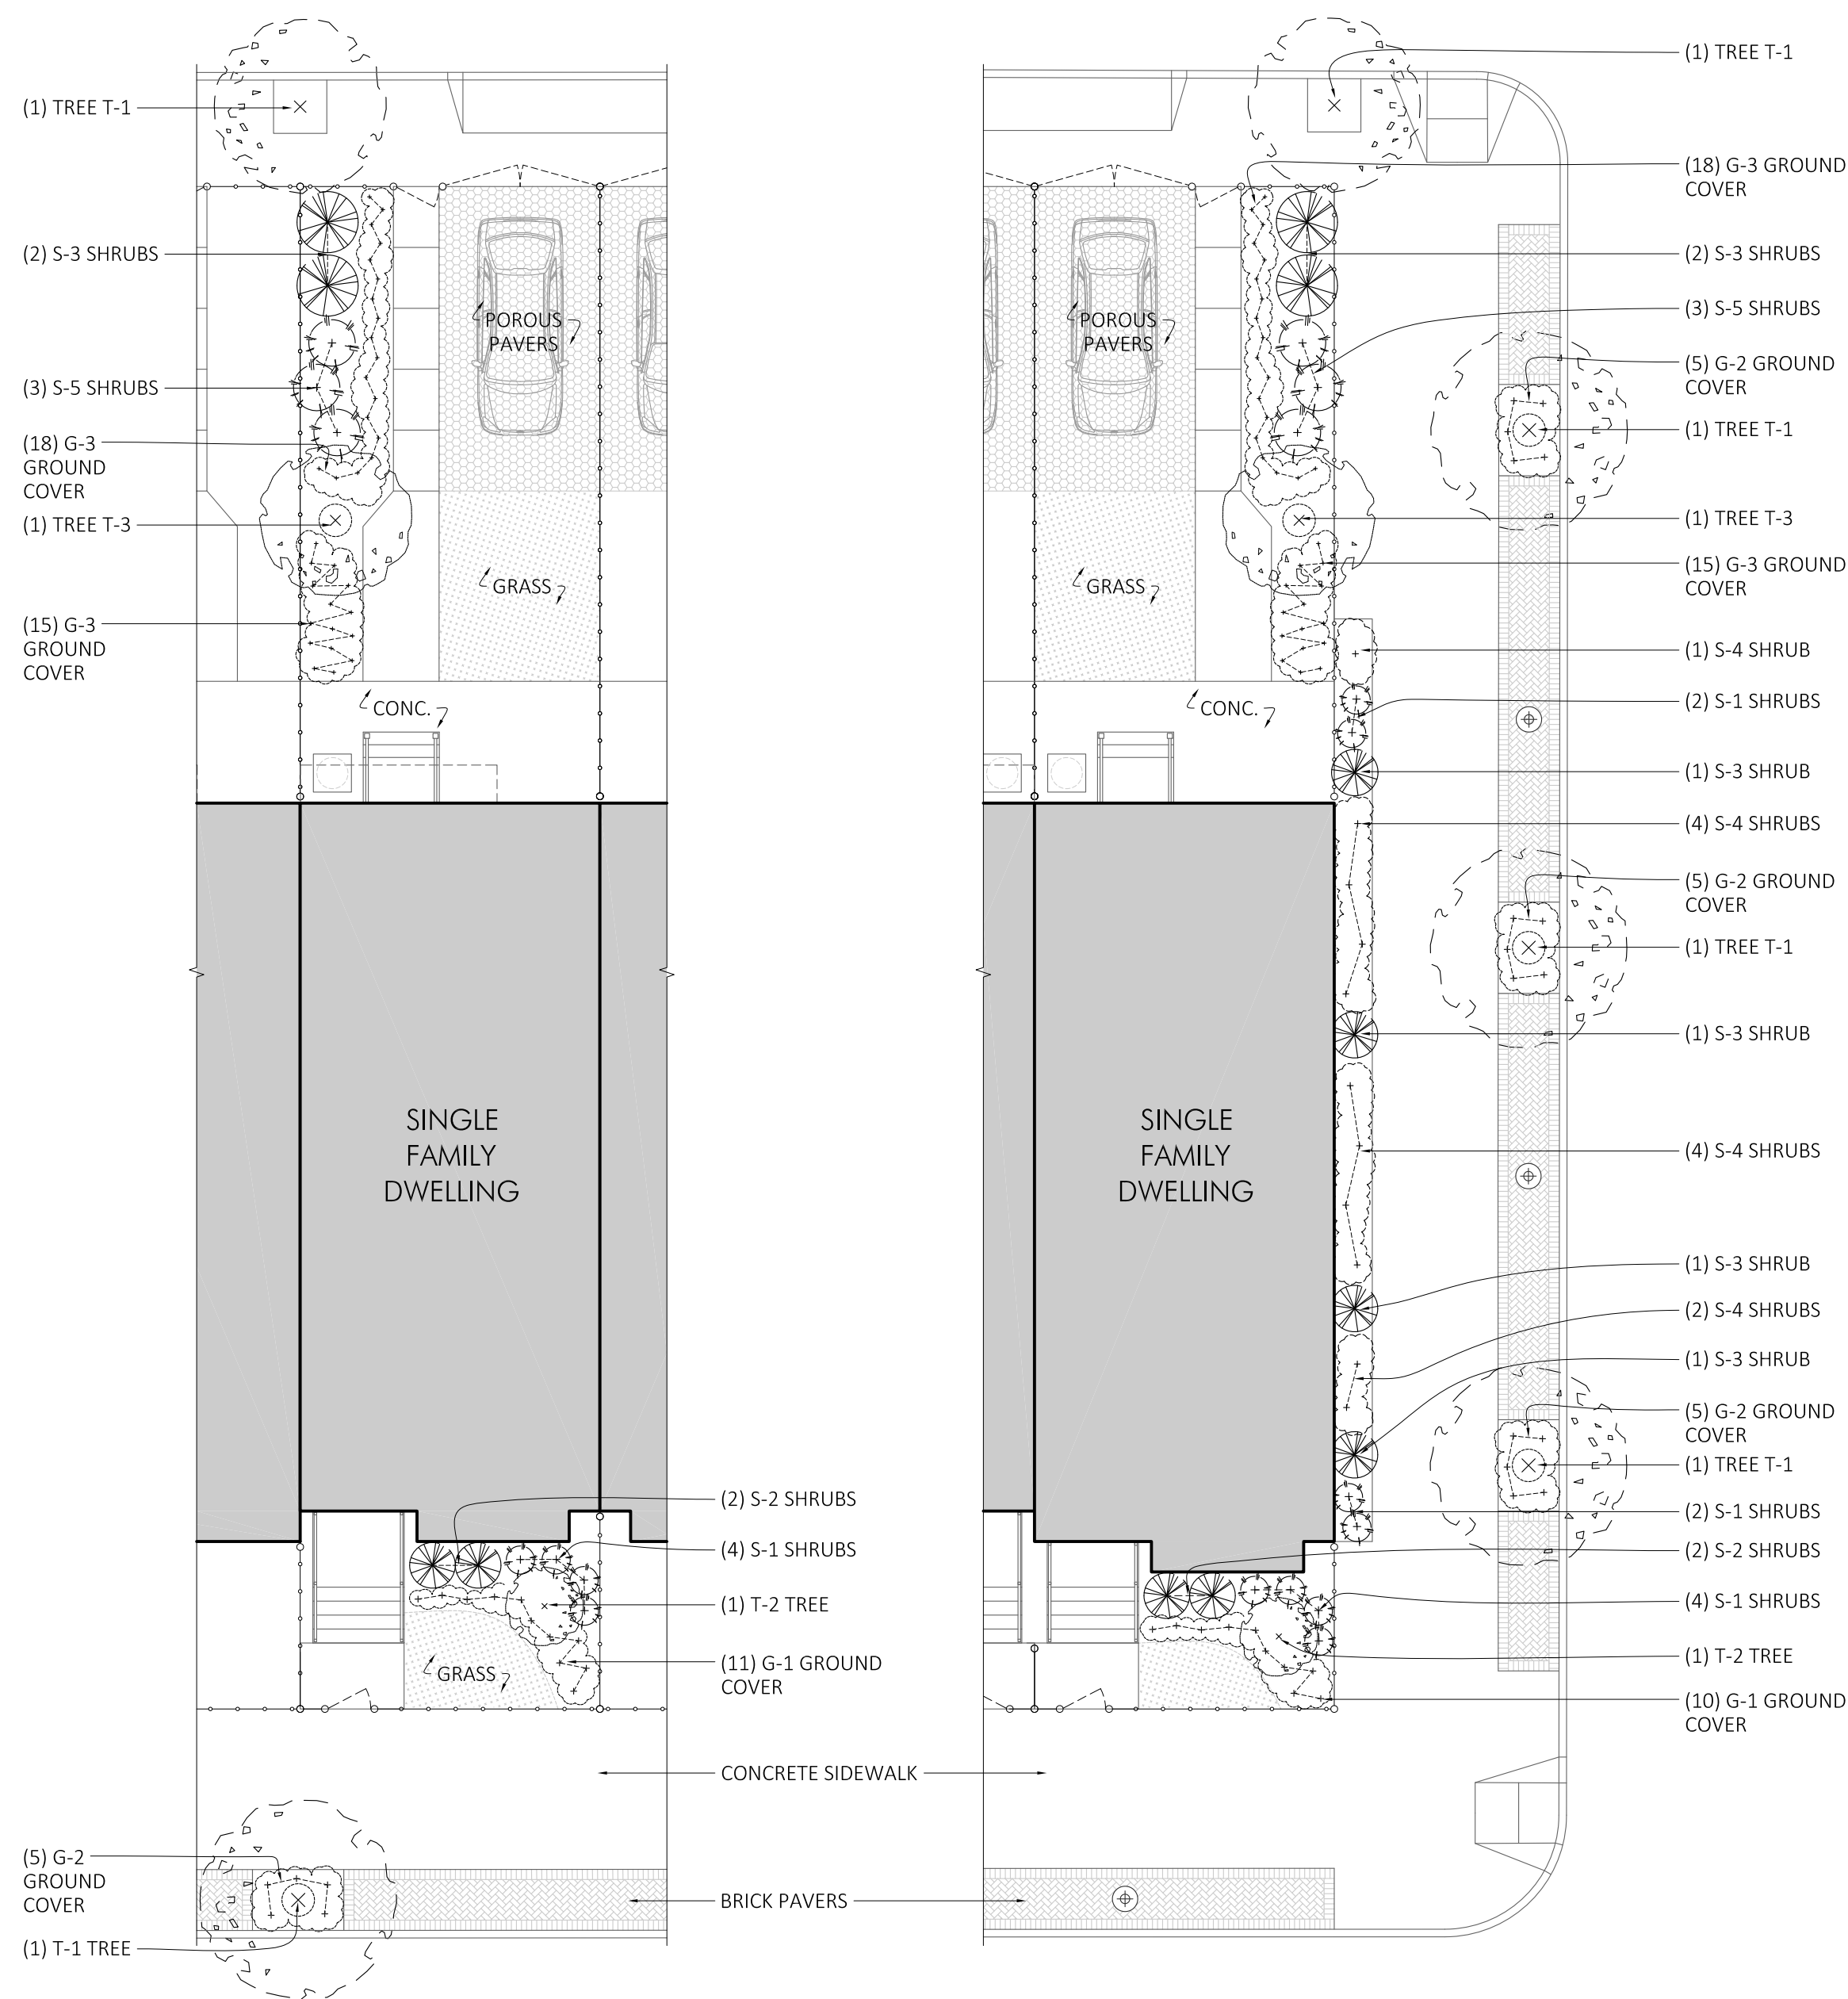 (1) TREE T-1
(2) S-3 SHRUBS
(3) S-5 SHRUBS
(18) G-3
GROUND
COVER
(1) TREE T-3
(15) G-3
GROUND
COVER
POROUS
PAVERS
GRASS
CONC.
SINGLE
FAMILY
DWELLING
GRASS
(5) G-2
GROUND
COVER
(1) T-1 TREE
(2) S-2 SHRUBS
(4) S-1 SHRUBS
(1) T-2 TREE
(11) G-1 GROUND
COVER
CONCRETE SIDEWALK
BRICK PAVERS
POROUS
PAVERS
GRASS
CONC.
SINGLE
FAMILY
DWELLING
(1) TREE T-1
(18) G-3 GROUND
COVER
(2) S-3 SHRUBS
(3) S-5 SHRUBS
(5) G-2 GROUND
COVER
(1) TREE T-1
(1) TREE T-3
(15) G-3 GROUND
COVER
(1) S-4 SHRUB
(2) S-1 SHRUBS
(1) S-3 SHRUB
(4) S-4 SHRUBS
(5) G-2 GROUND
COVER
(1) TREE T-1
(1) S-3 SHRUB
(4) S-4 SHRUBS
(1) S-3 SHRUB
(2) S-4 SHRUBS
(1) S-3 SHRUB
(5) G-2 GROUND
COVER
(1) TREE T-1
(2) S-1 SHRUBS
(2) S-2 SHRUBS
(4) S-1 SHRUBS
(1) T-2 TREE
(10) G-1 GROUND
COVER